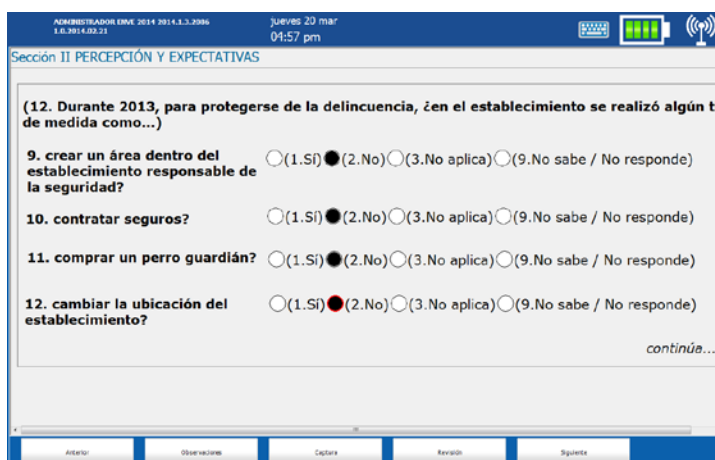 ADMINISTRADOR ENVE 2014 2014.1.3.2086
1.0.2014.02.21
jueves 20 mar
04:57 pm
Sección II PERCEPCIÓN Y EXPECTATIVAS
(12. Durante 2013, para protegerse de la delincuencia, ¿en el establecimiento se realizó algún t
de medida como...)
9. crear un área dentro del
establecimiento responsable de
la seguridad?
(1.Sí) (2.No) (3.No aplica) (9.No sabe / No responde)
10. contratar seguros?
(1.Sí) (2.No) (3.No aplica) (9.No sabe / No responde)
11. comprar un perro guardián?
(1.Sí) (2.No) (3.No aplica) (9.No sabe / No responde)
12. cambiar la ubicación del
establecimiento?
(1.Sí) (2.No) (3.No aplica) (9.No sabe / No responde)
continúa...
Anterior
Observaciones
Captura
Revisión
Siguiente